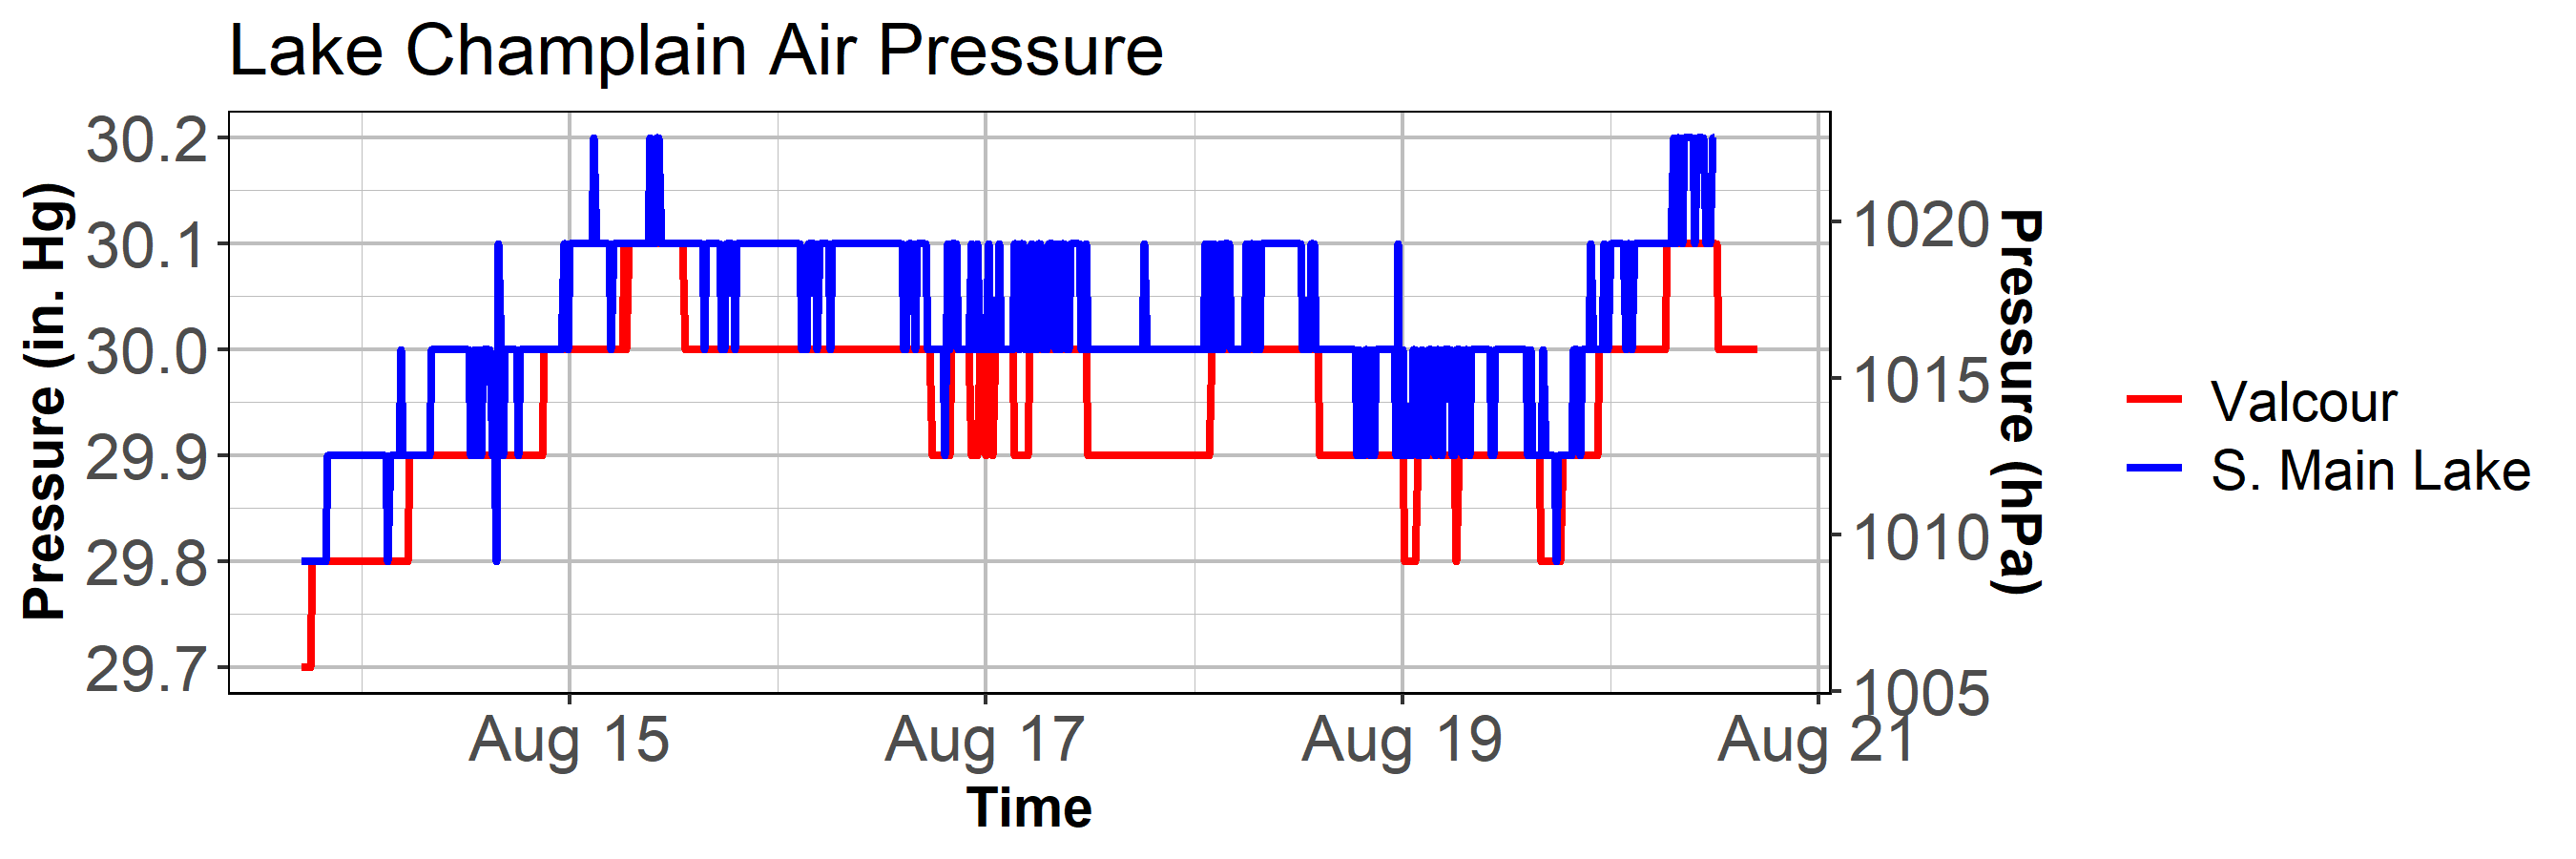 Lake Champlain Air Pressure
Pressure (in. Hg)
30.2
30.1
30.0
29.9
29.8
29.7
1020
1015
1010
1005
Pressure (hPa)
Aug 15
Aug 17
Aug 19
Aug 21
Time
Valcour
S. Main Lake